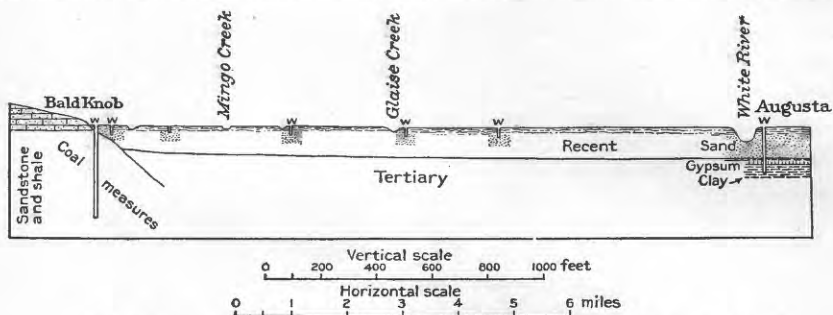 Mingo Creek
Glaise Creek
White River
Bald Knob
Augusta
W W W W W W
Sandstone
and shale
Coal
measures
Recent
Sand
Tertiary
Gypsum
Clay
Vertical scale
0 200 400 600 800 1000 feet
Horizontal scale
0 1 2 3 4 5 6 miles